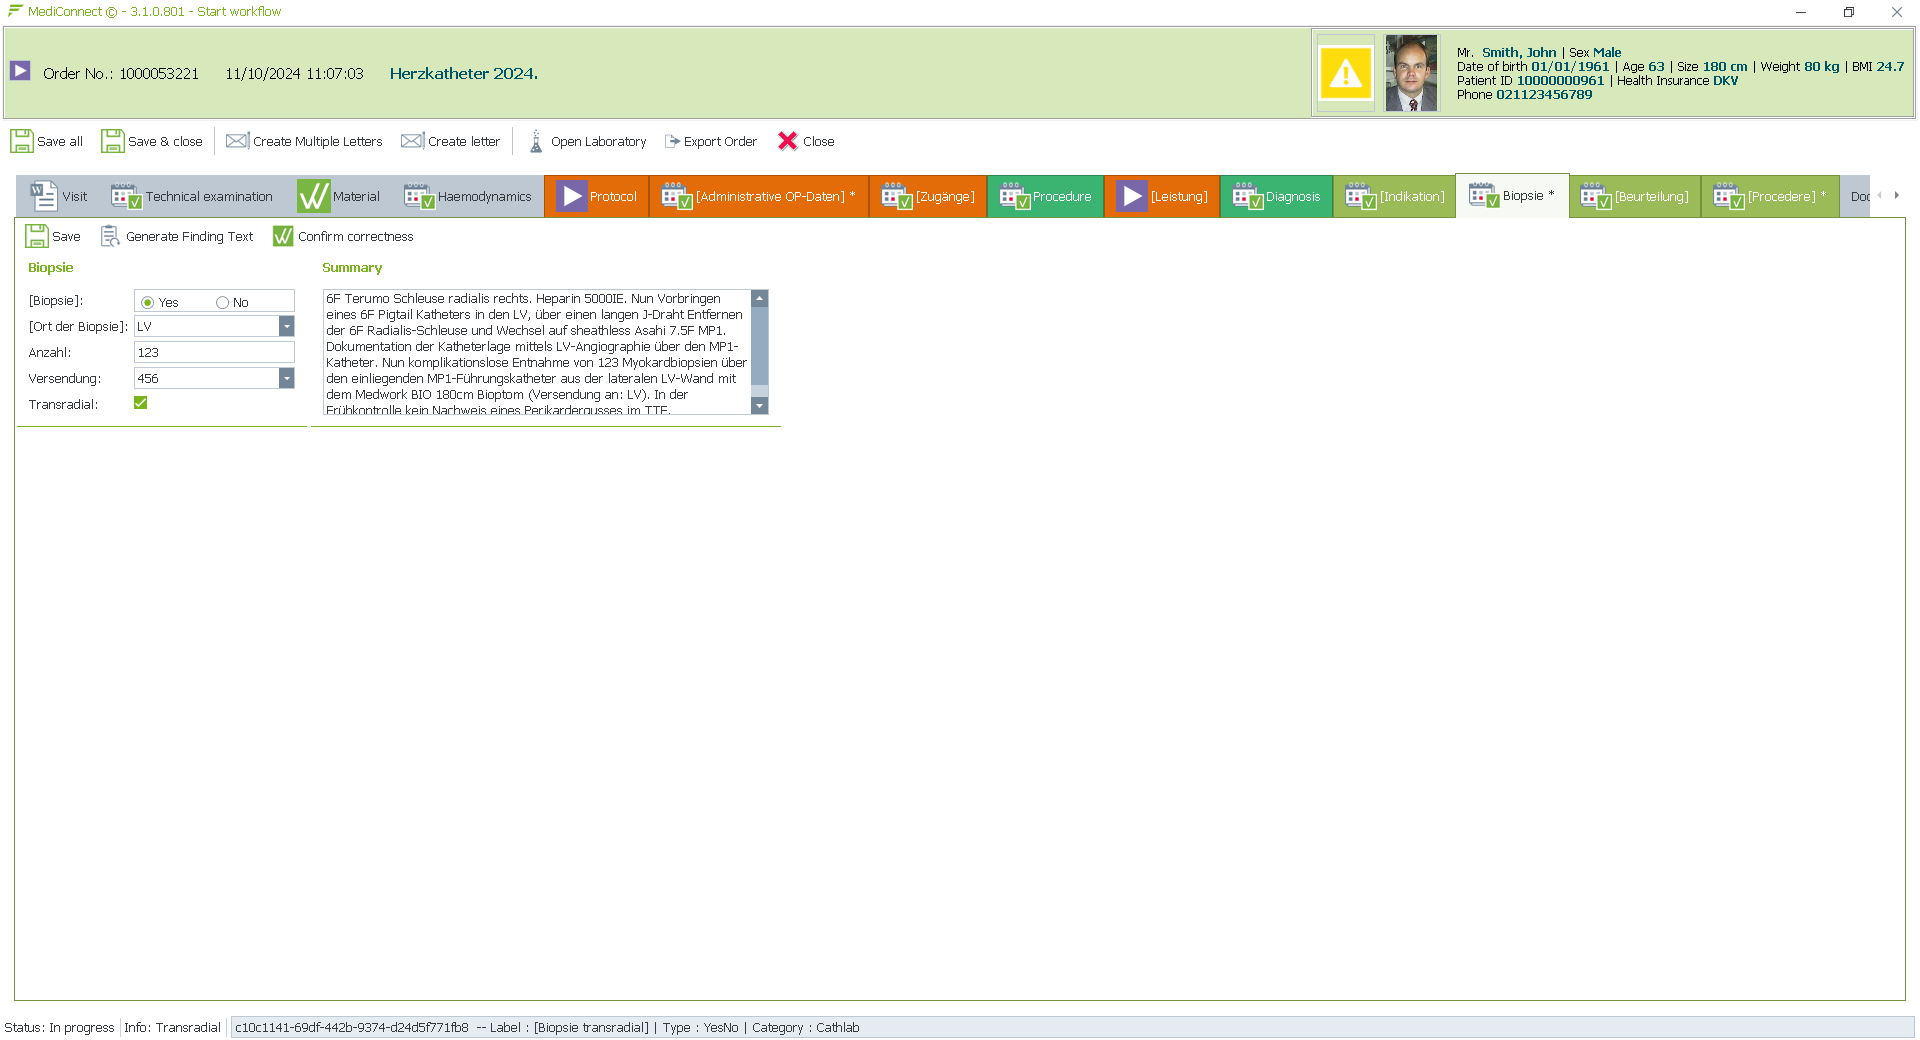 MediConnect © - 3.1.0.801 - Start workflow
Order No.: 1000053221 11/10/2024 11:07:03 Herzkatheter 2024.
Mr. Smith, John | Sex Male
Date of birth 01/01/1961 | Age 63 | Size 180 cm | Weight 80 kg | BMI 24.7
Patient ID 10000000961 | Health Insurance DKV
Phone 021123456789
Save all Save & close Create Multiple Letters Create letter Open Laboratory Export Order Close
Visit Technical examination Material Haemodynamics Protocol [Administrative OP-Daten] * [Zugänge] Procedure [Leistung] Diagnosis [Indikation] Biopsie * [Beurteilung] [Procedere] * Doc
Save Generate Finding Text Confirm correctness
Biopsie
[Biopsie]: Yes No
[Ort der Biopsie]: LV
Anzahl: 123
Versendung: 456
Transradial:
Summary
6F Terumo Schleuse radialis rechts. Heparin 5000IE. Nun Vorbringen
eines 6F Pigtail Katheters in den LV, über einen langen J-Draht Entfernen
der 6F Radialis-Schleuse und Wechsel auf sheathless Asahi 7.5F MP1.
Dokumentation der Katheterlage mittels LV-Angiographie über den MP1-
Katheter. Nun komplikationslose Entnahme von 123 Myokardbiopsien über
den einliegenden MP1-Führungskatheter aus der lateralen LV-Wand mit
dem Medwork BIO 180cm Bioptom (Versendung an: LV). In der
Frühkontrolle kein Nachweis eines Perikardergusses im TTE.
Status: In progress Info: Transradial c10c1141-69df-442b-9374-d24d5f771fb8 -- Label : [Biopsie transradial] | Type : YesNo | Category : Cathlab